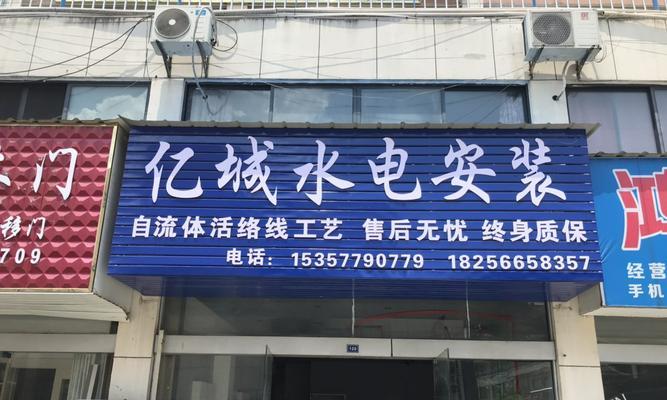 亿城水电安装
自流体活络线工艺 售后无忧 终身质保
电话：15357790779 18256658357
门
移门
709
鸿
经营
手机